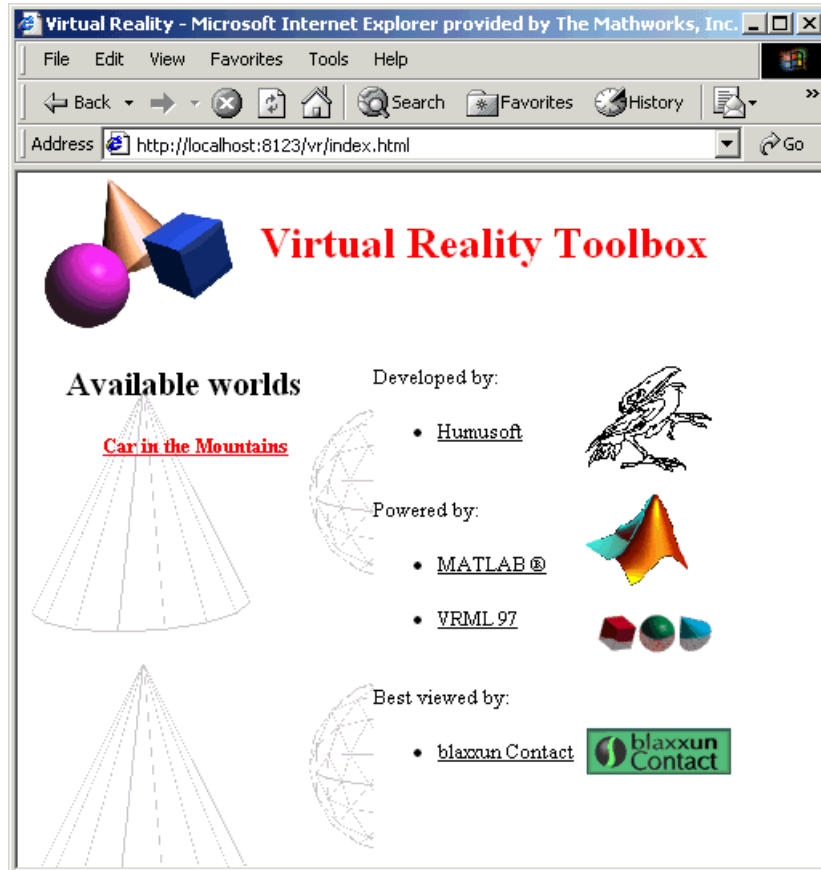 Virtual Reality - Microsoft Internet Explorer provided by The Mathworks, Inc.
File Edit View Favorites Tools Help
Back Search Favorites History »
Address http://localhost:8123/vr/index.html Go
Virtual Reality Toolbox
Available worlds
Car in the Mountains
Developed by:
• Humusoft
Powered by:
• MATLAB ®
• VRML 97
Best viewed by:
• blaxxun Contact
blaxxun
Contact